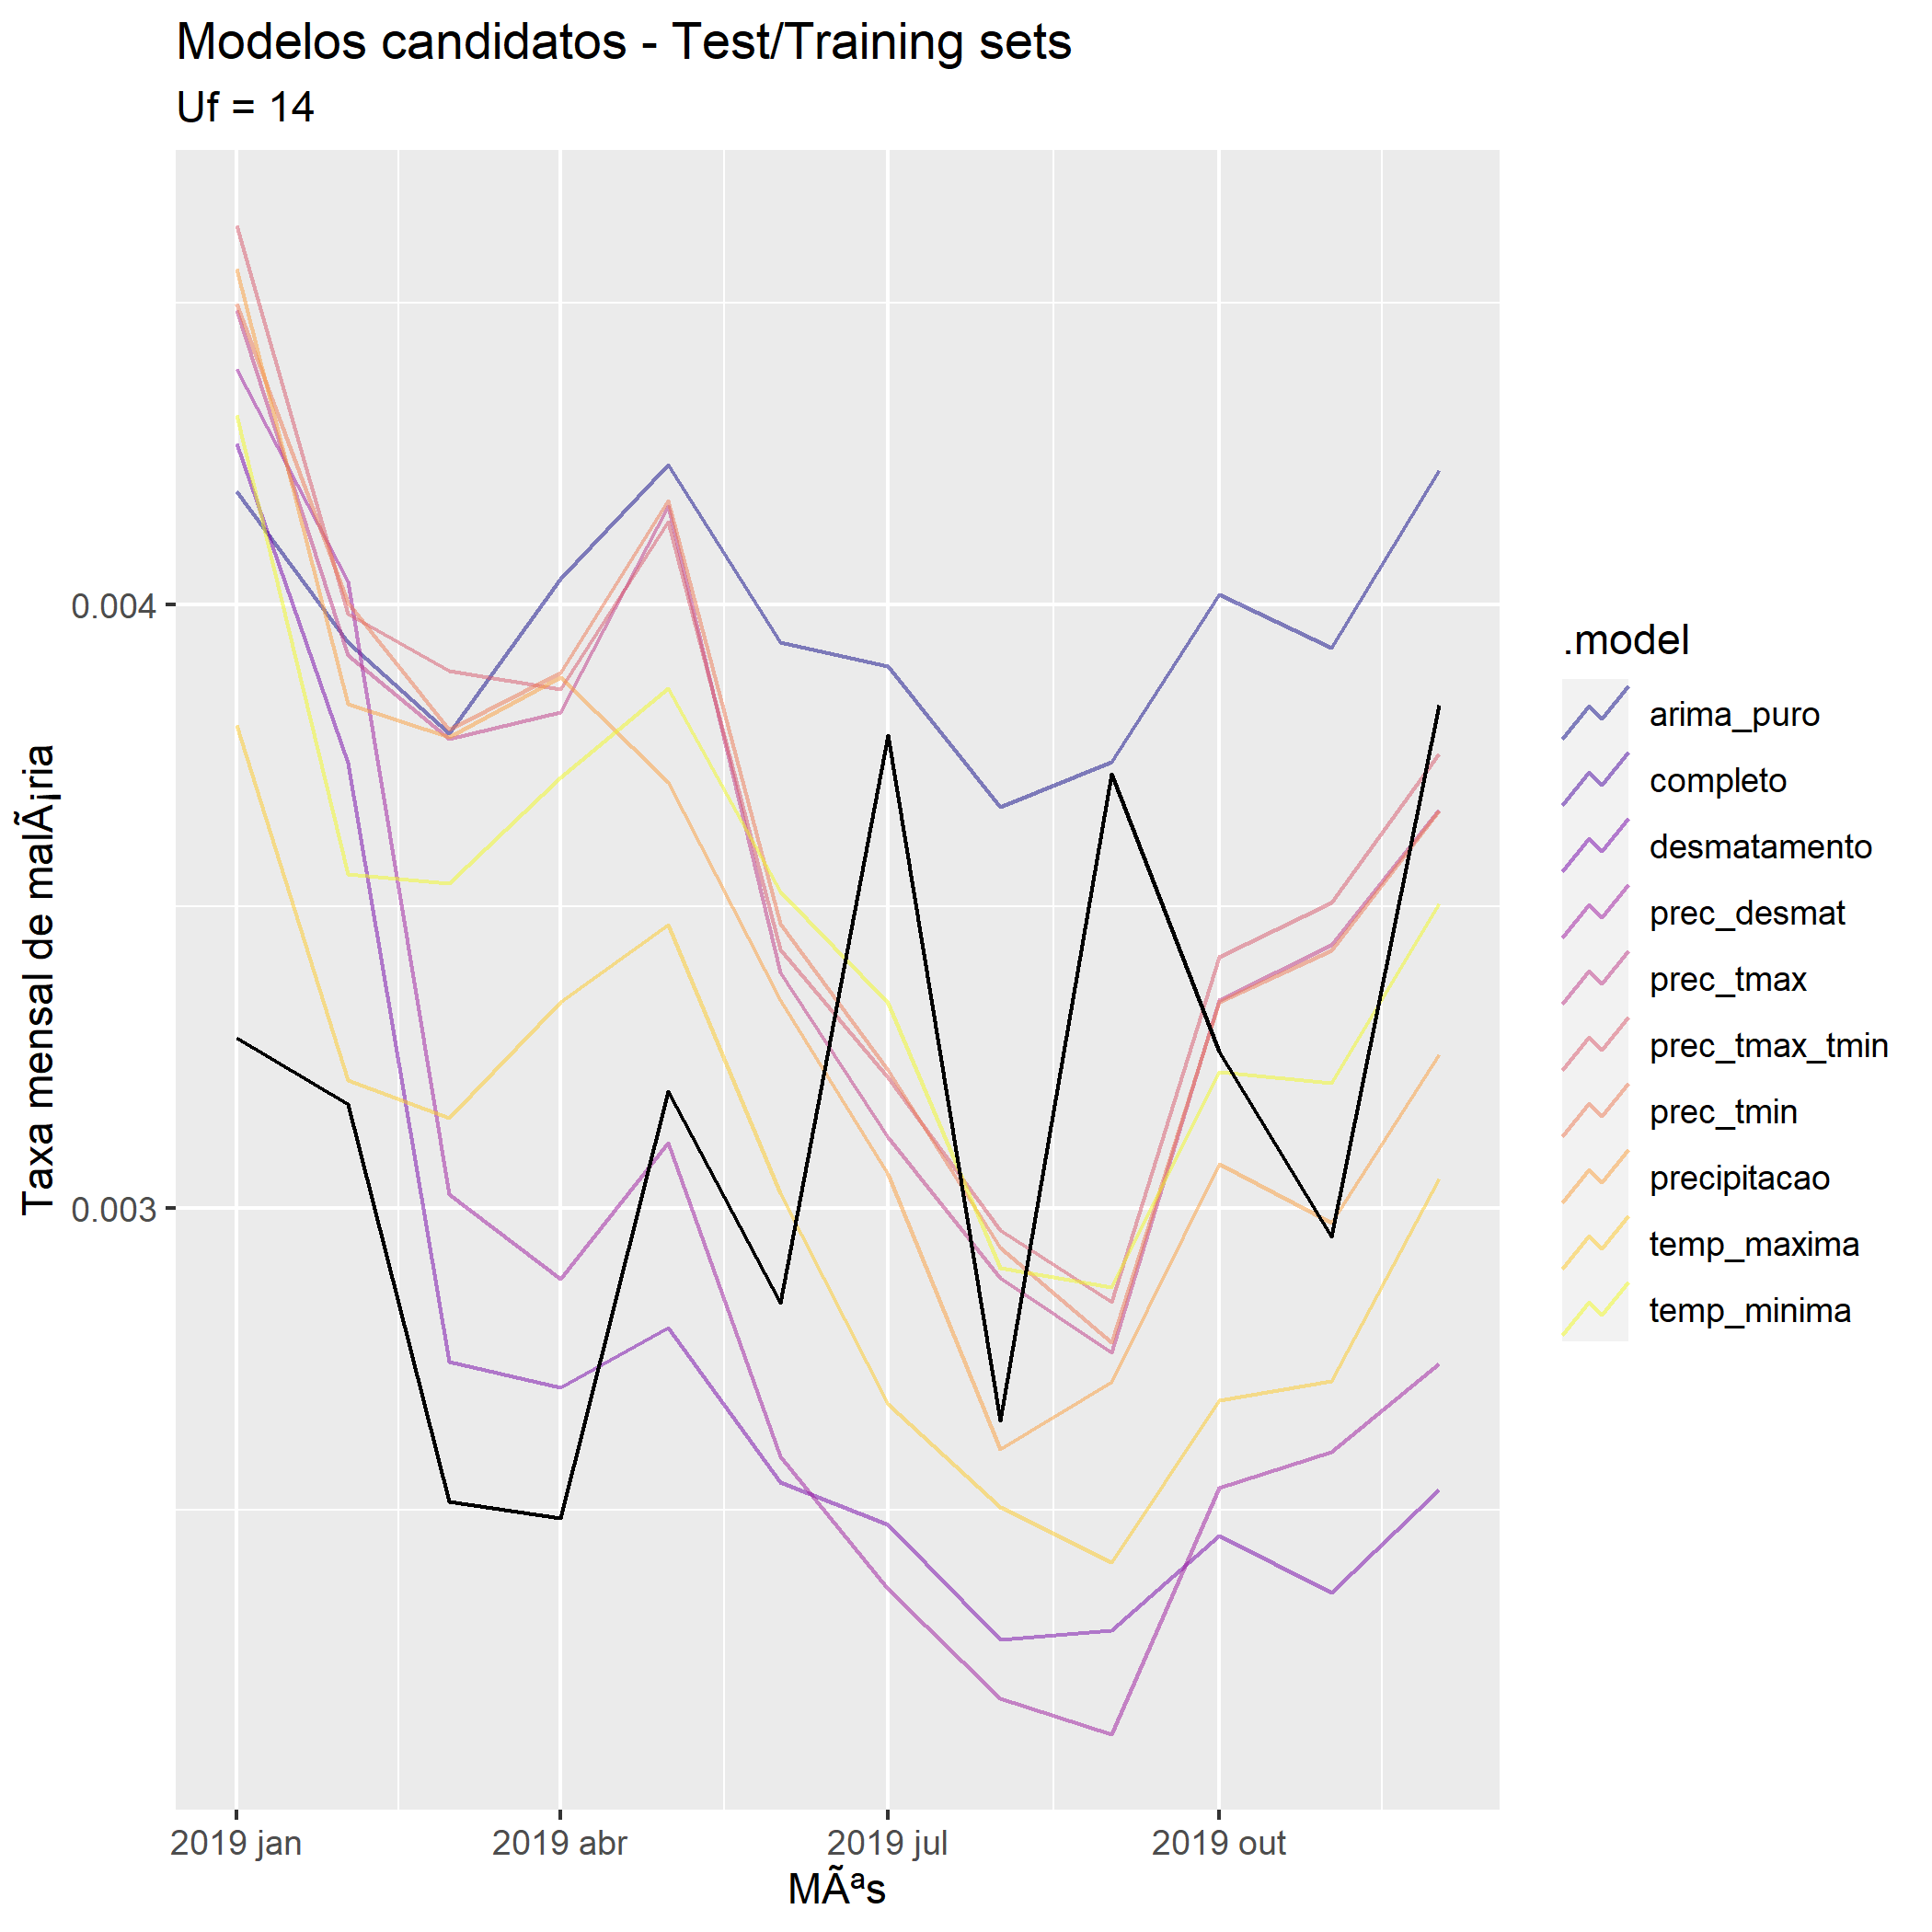 Modelos candidatos - Test/Training sets
Uf = 14
Taxa mensal de malÃ¡ria
0.004
0.003
2019 jan
2019 abr
2019 jul
2019 out
MÃªs
.model
arima_puro
completo
desmatamento
prec_desmat
prec_tmax
prec_tmax_tmin
prec_tmin
precipitacao
temp_maxima
temp_minima